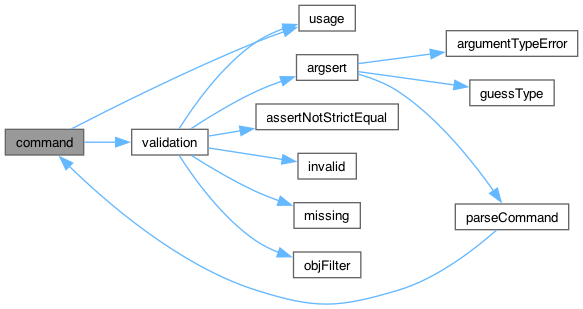 usage
argumentTypeError
argsert
guessType
assertNotStrictEqual
command
validation
invalid
missing
parseCommand
objFilter